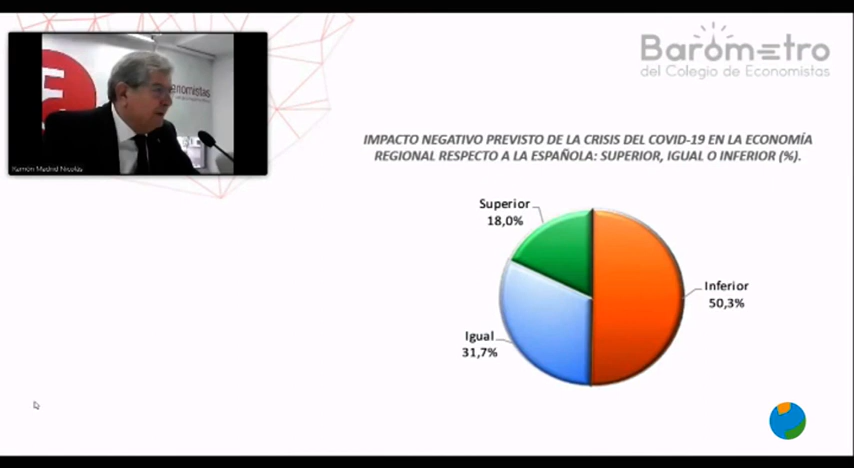 Barómetro
del Colegio de Economistas
economistas
Ramón Madrid Nicolás
IMPACTO NEGATIVO PREVISTO DE LA CRISIS DEL COVID-19 EN LA ECONOMÍA
REGIONAL RESPECTO A LA ESPAÑOLA: SUPERIOR, IGUAL O INFERIOR (%).
Superior
18,0%
Inferior
50,3%
Igual
31,7%